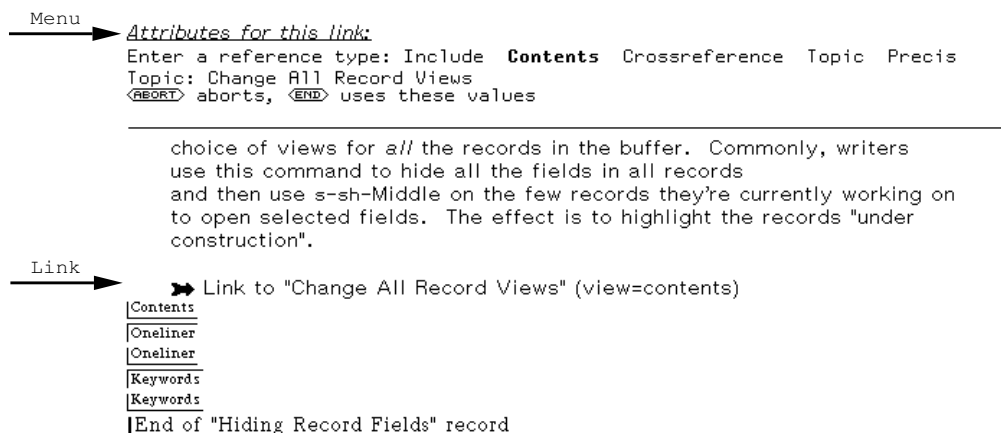 Menu
Attributes for this link:
Enter a reference type: Include Contents Crossreference Topic Precis
Topic: Change All Record Views
<ABORT> aborts, <END> uses these values
choice of views for all the records in the buffer. Commonly, writers
use this command to hide all the fields in all records
and then use s-sh-Middle on the few records they're currently working on
to open selected fields. The effect is to highlight the records "under
construction".
Link
Link to "Change All Record Views" (view=contents)
Contents
Oneliner
Oneliner
Keywords
Keywords
End of "Hiding Record Fields" record